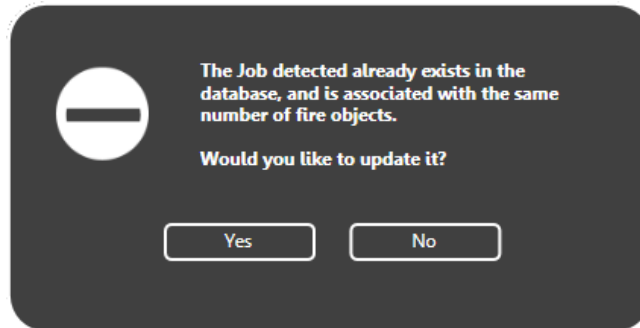 The Job detected already exists in the
database, and is associated with the same
number of fire objects.
Would you like to update it?
Yes
No